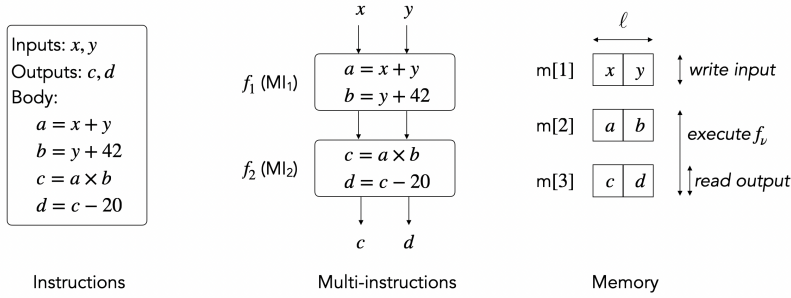 Inputs: x, y
Outputs: c, d
Body:
a = x + y
b = y + 42
c = a × b
d = c − 20
Instructions
x y
f₁ (MI₁)
a = x + y
b = y + 42
f₂ (MI₂)
c = a × b
d = c − 20
c d
Multi-instructions
ℓ
m[1] x y write input
m[2] a b
execute fᵥ
m[3] c d read output
Memory